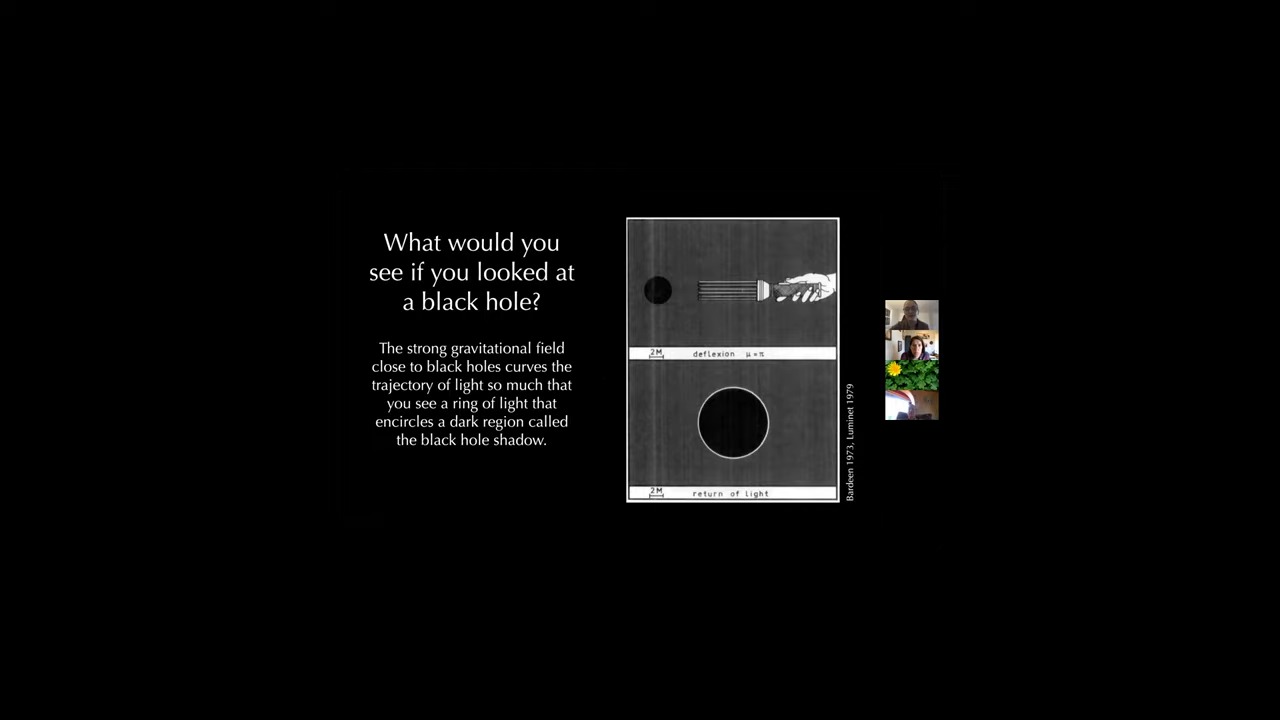 What would you
see if you looked at
a black hole?
The strong gravitational field
close to black holes curves the
trajectory of light so much that
you see a ring of light that
encircles a dark region called
the black hole shadow.
2M deflexion μ=π
2M return of light
Bardeen 1973, Luminet 1979